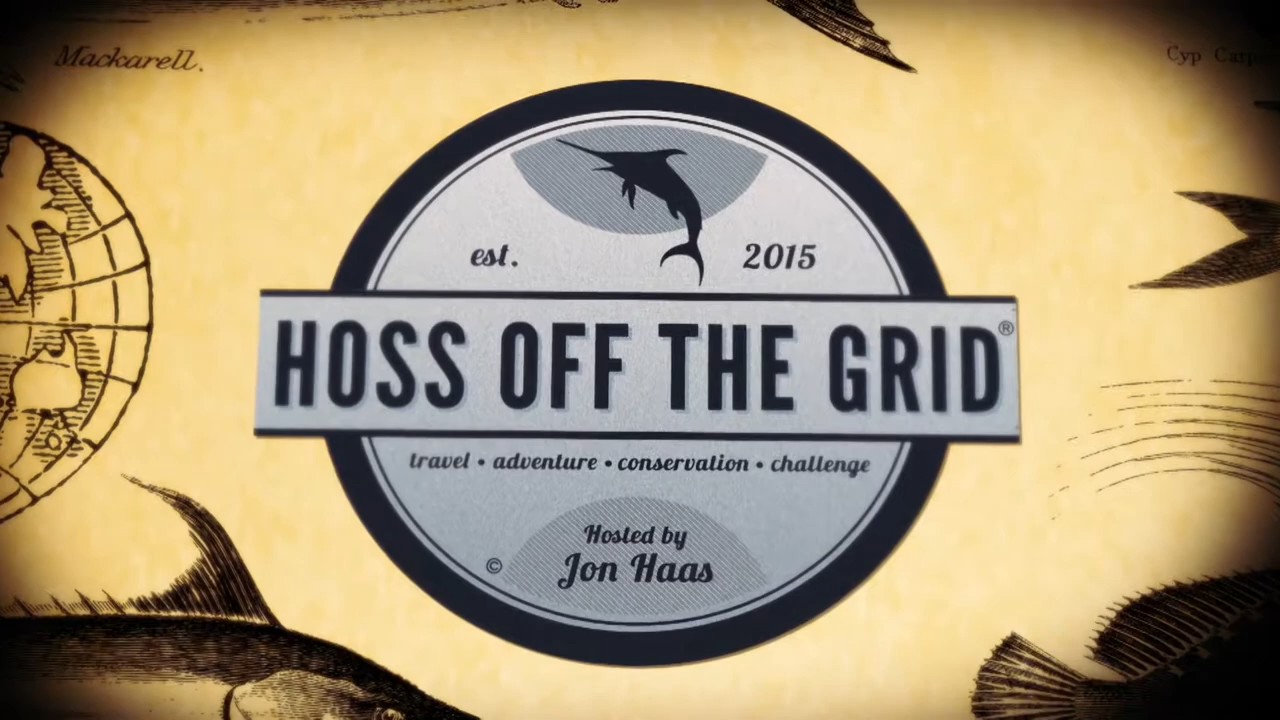 Mackarell.
Cyp Carp
est. 2015
HOSS OFF THE GRID®
travel • adventure • conservation • challenge
Hosted by
© Jon Haas